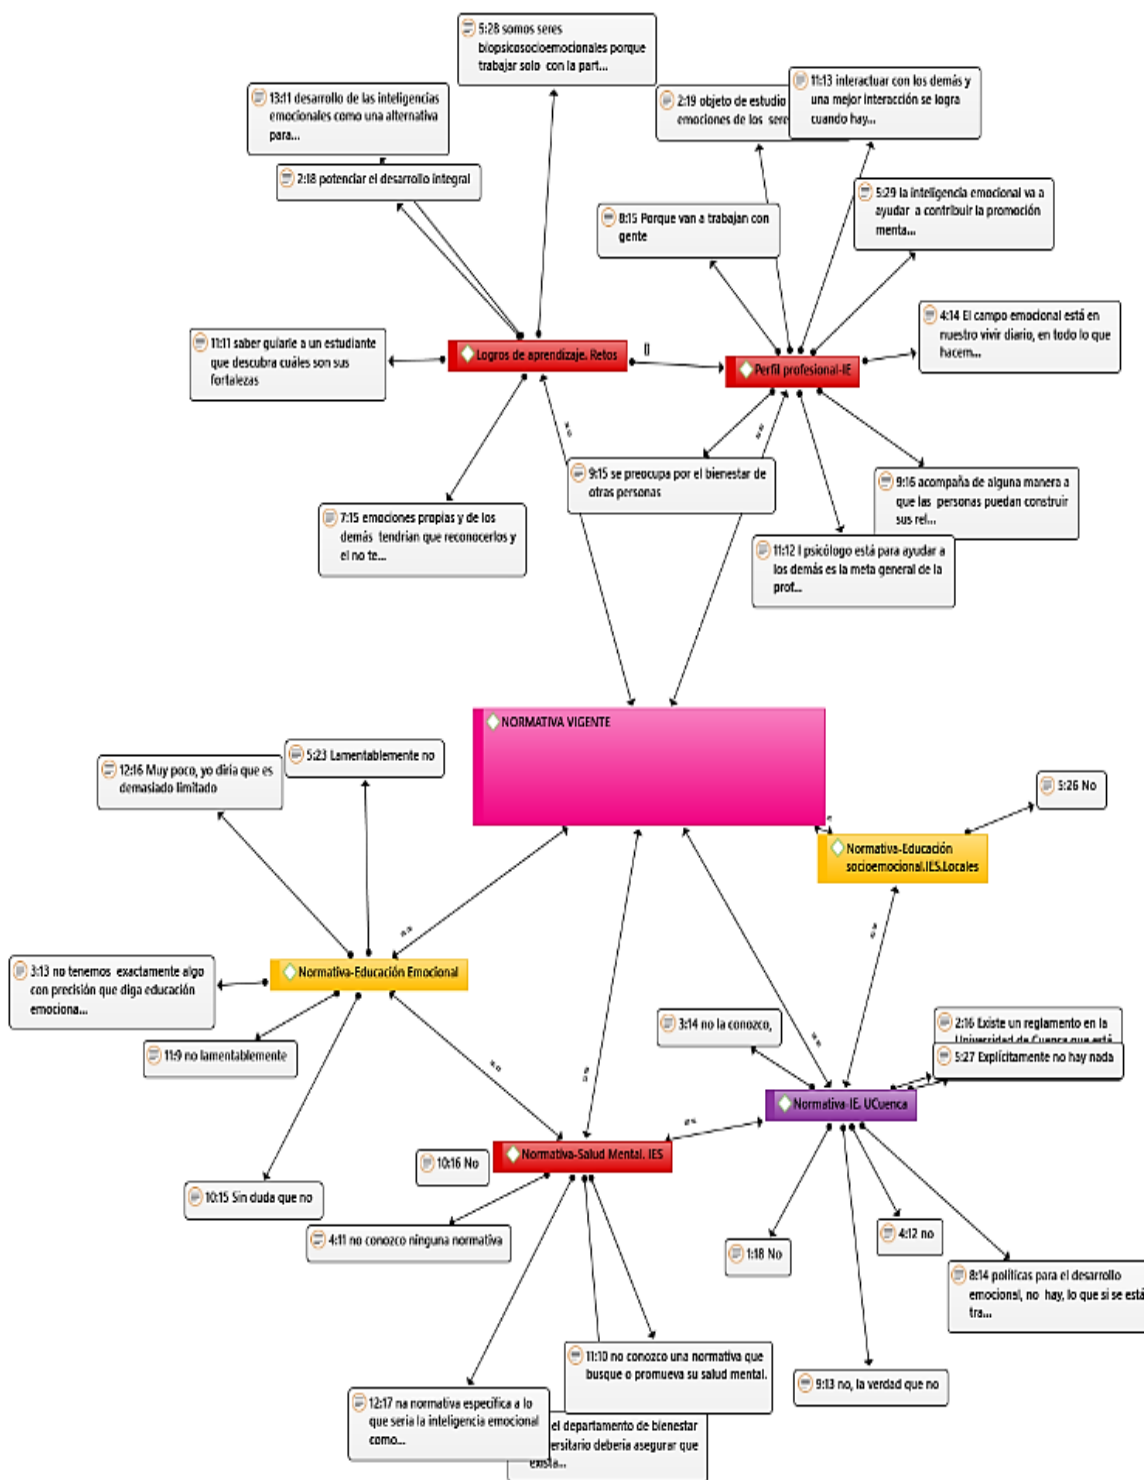 5:28 somos seres
biopsicosocioemocionales porque
trabajar solo con la part...
13:11 desarrollo de las inteligencias
emocionales como una alternativa
para...
2:18 potenciar el desarrollo integral
2:19 objeto de estudio
emociones de los sere
11:13 interactuar con los demás y
una mejor interacción se logra
cuando hay...
8:15 Porque van a trabajan con
gente
5:29 la inteligencia emocional va a
ayudar a contribuir la promoción
menta...
11:11 saber guiarle a un estudiante
que descubra cuáles son sus
fortalezas
Logros de aprendizaje. Retos
Perfil profesional-IE
4:14 El campo emocional está en
nuestro vivir diario, en todo lo que
hacem...
9:15 se preocupa por el bienestar de
otras personas
9:16 acompaña de alguna manera a
que las personas puedan construir
sus rel...
7:15 emociones propias y de los
demás tendrían que reconocerlos y
el no te...
11:12 l psicólogo está para ayudar a
los demás es la meta general de la
prof...
NORMATIVA VIGENTE
5:23 Lamentablemente no
12:16 Muy poco, yo diría que es
demasiado limitado
5:26 No
Normativa-Educación
socioemocional.IES.Locales
3:13 no tenemos exactamente algo
con precisión que diga educación
emociona...
Normativa-Educación Emocional
11:9 no lamentablemente
3:14 no la conozco,
2:16 Existe un reglamento en la
Universidad de Cuenca que está
5:27 Explícitamente no hay nada
Normativa-IE. UCuenca
10:16 No
Normativa-Salud Mental. IES
10:15 Sin duda que no
4:11 no conozco ninguna normativa
1:18 No
4:12 no
8:14 políticas para el desarrollo
emocional, no hay, lo que si se está
tra...
11:10 no conozco una normativa que
busque o promueva su salud mental.
9:13 no, la verdad que no
12:17 na normativa específica a lo
que seria la inteligencia emocional
como...
el departamento de bienestar
ersitario debería asegurar que
exista...